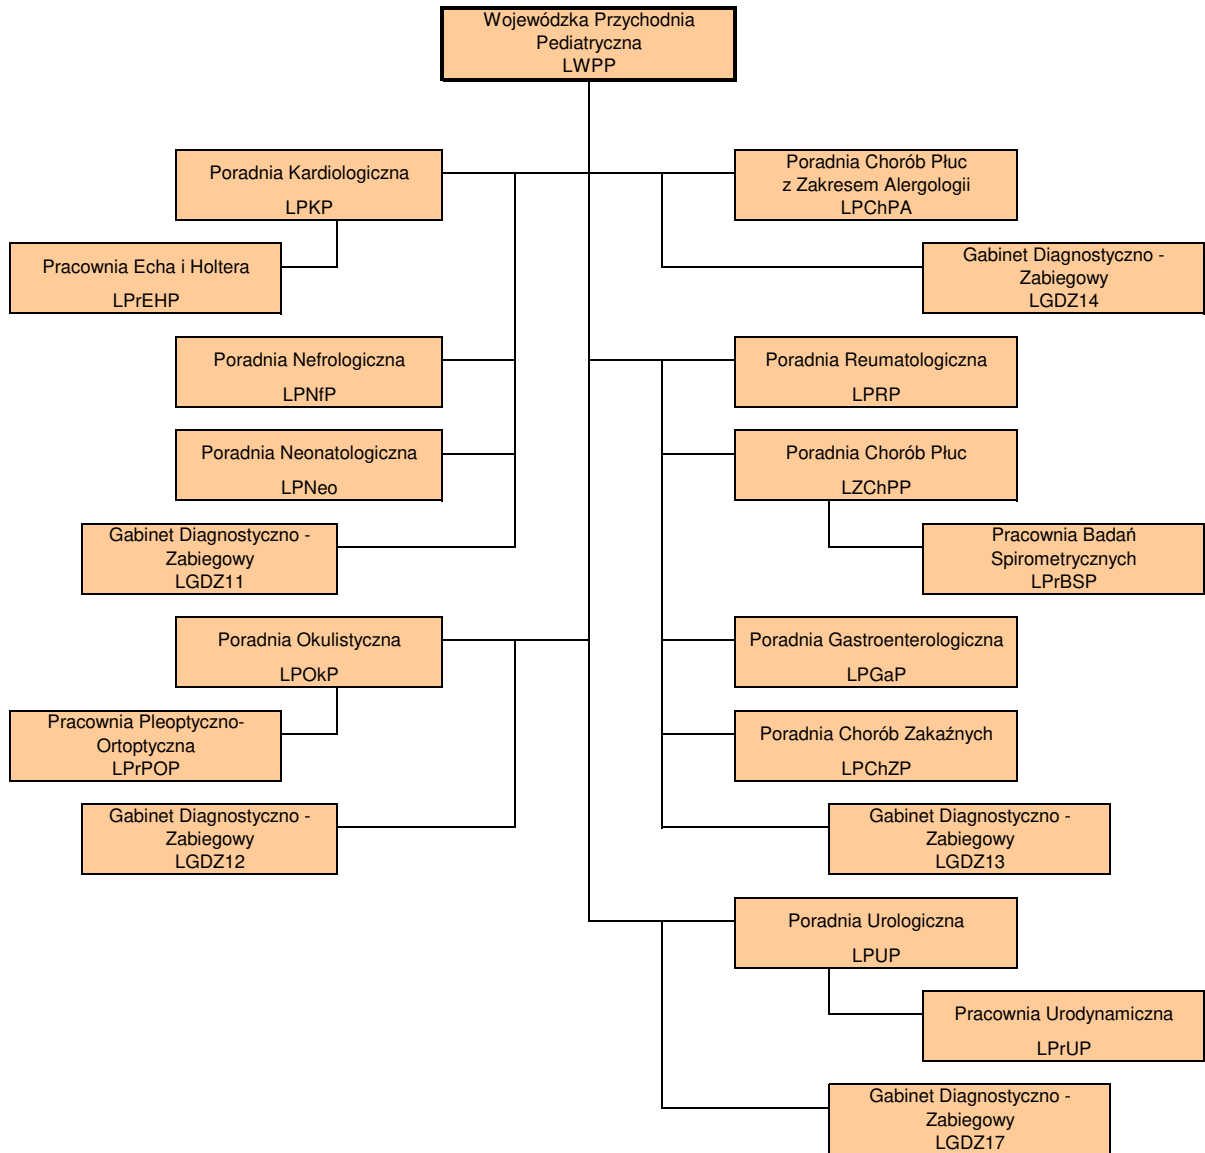 Wojewódzka Przychodnia
Pediatryczna
LWPP
Poradnia Kardiologiczna
LPKP
Poradnia Chorób Płuc
z Zakresem Alergologii
LPChPA
Pracownia Echa i Holtera
LPrEHP
Gabinet Diagnostyczno -
Zabiegowy
LGDZ14
Poradnia Nefrologiczna
LPNfP
Poradnia Reumatologiczna
LPRP
Poradnia Neonatologiczna
LPNeo
Poradnia Chorób Płuc
LZChPP
Gabinet Diagnostyczno -
Zabiegowy
LGDZ11
Pracownia Badań
Spirometrycznych
LPrBSP
Poradnia Okulistyczna
LPOkP
Poradnia Gastroenterologiczna
LPGaP
Pracownia Pleoptyczno-
Ortoptyczna
LPrPOP
Poradnia Chorób Zakaźnych
LPChZP
Gabinet Diagnostyczno -
Zabiegowy
LGDZ12
Gabinet Diagnostyczno -
Zabiegowy
LGDZ13
Poradnia Urologiczna
LPUP
Pracownia Urodynamiczna
LPrUP
Gabinet Diagnostyczno -
Zabiegowy
LGDZ17